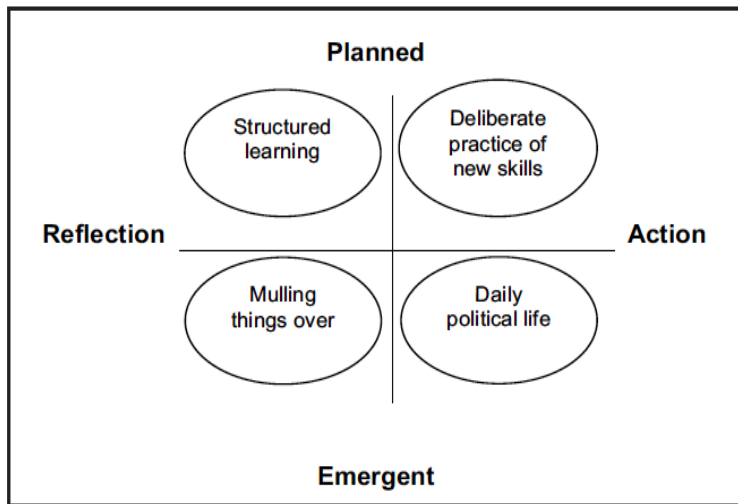 Planned
Structured
learning
Deliberate
practice of
new skills
Reflection
Action
Mulling
things over
Daily
political life
Emergent